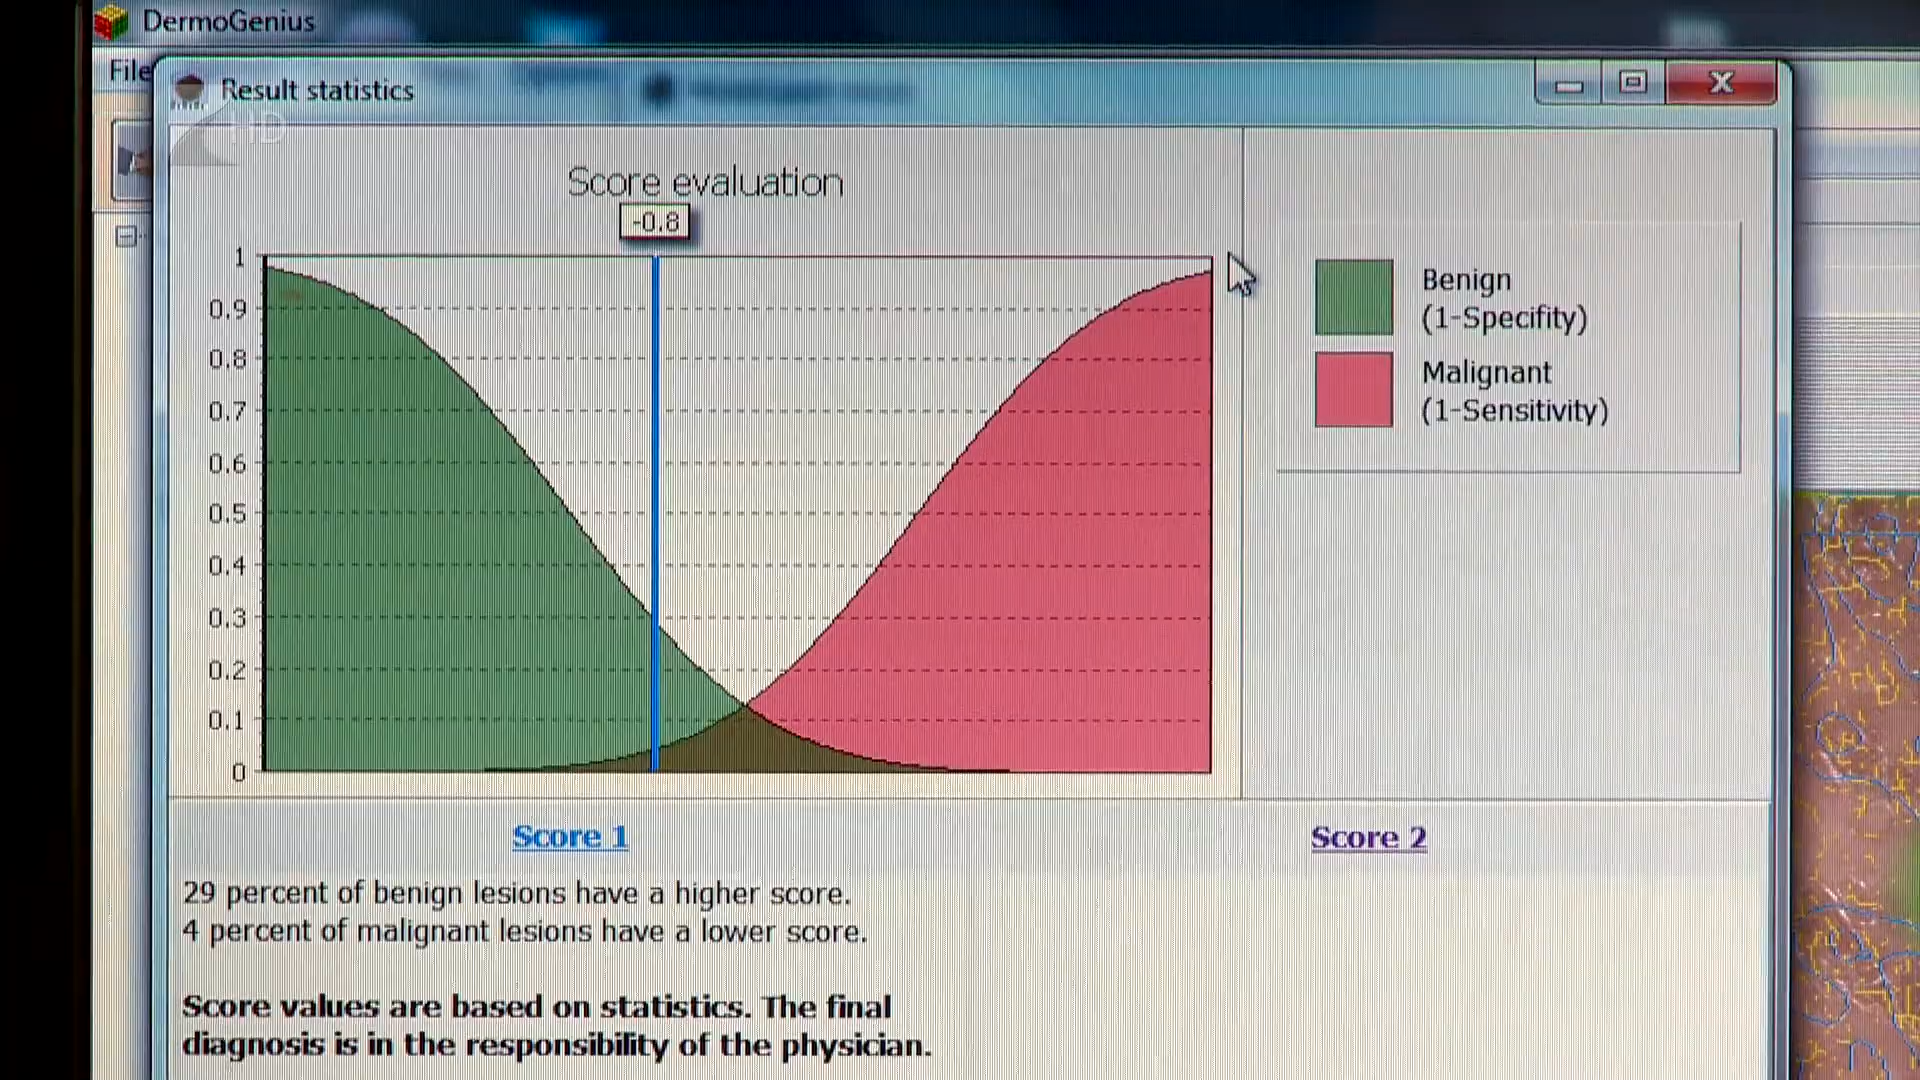 DermoGenius
File
Result statistics
HD
Score evaluation
-0.8
1
0.9
0.8
0.7
0.6
0.5
0.4
0.3
0.2
0.1
0
Benign
(1-Specifity)
Malignant
(1-Sensitivity)
Score 1
Score 2
29 percent of benign lesions have a higher score.
4 percent of malignant lesions have a lower score.
Score values are based on statistics. The final
diagnosis is in the responsibility of the physician.